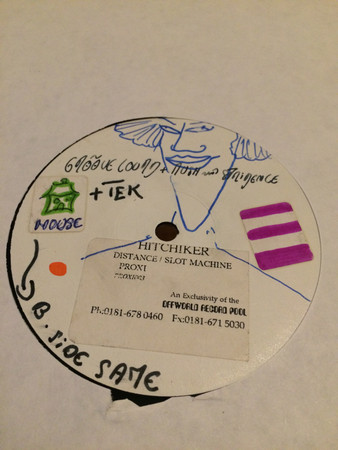 + TEK
HOUSE
HITCHIKER
DISTANCE / SLOT MACHINE
PROXI
An Exclusivity of the
OFFWORLD RECORD POOL
Ph:0181-678 0460 Fx:0181-671 5030
B. SiDE SAME